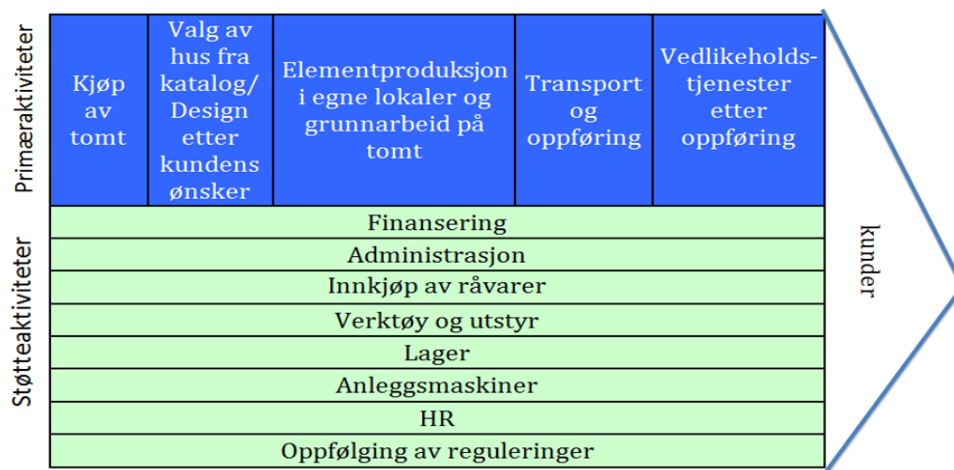 Primæraktiviteter
Kjøp
av
tomt
Valg av
hus fra
katalog/
Design
etter
kundens
ønsker
Elementproduksjon
i egne lokaler og
grunnarbeid på
tomt
Transport
og
oppføring
Vedlikeholds-
tjenester
etter
oppføring
Støtteaktiviteter
Finansering
Administrasjon
Innkjøp av råvarer
Verktøy og utstyr
Lager
Anleggsmaskiner
HR
Oppfølging av reguleringer
kunder